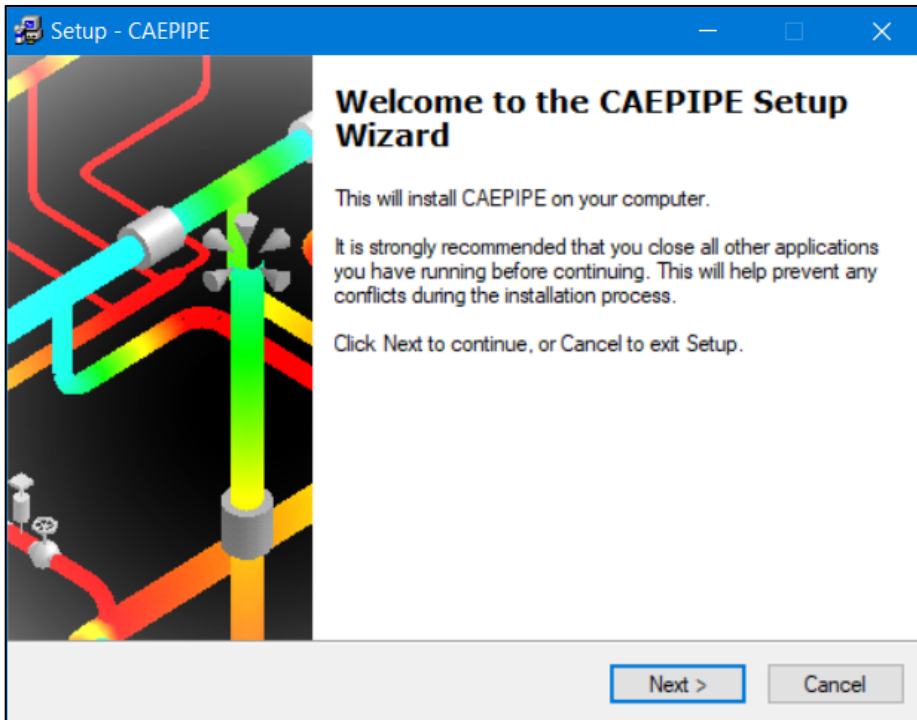 Setup - CAEPIPE
Welcome to the CAEPIPE Setup
Wizard
This will install CAEPIPE on your computer.
It is strongly recommended that you close all other applications
you have running before continuing. This will help prevent any
conflicts during the installation process.
Click Next to continue, or Cancel to exit Setup.
Next >
Cancel